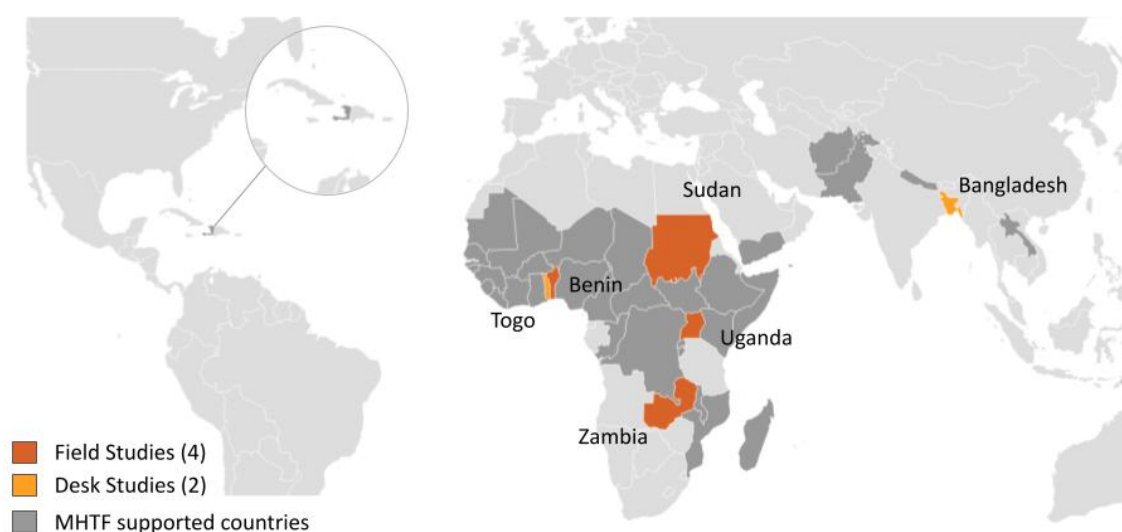 Sudan
Bangladesh
Benin
Togo
Uganda
Zambia
Field Studies (4)
Desk Studies (2)
MHTF supported countries